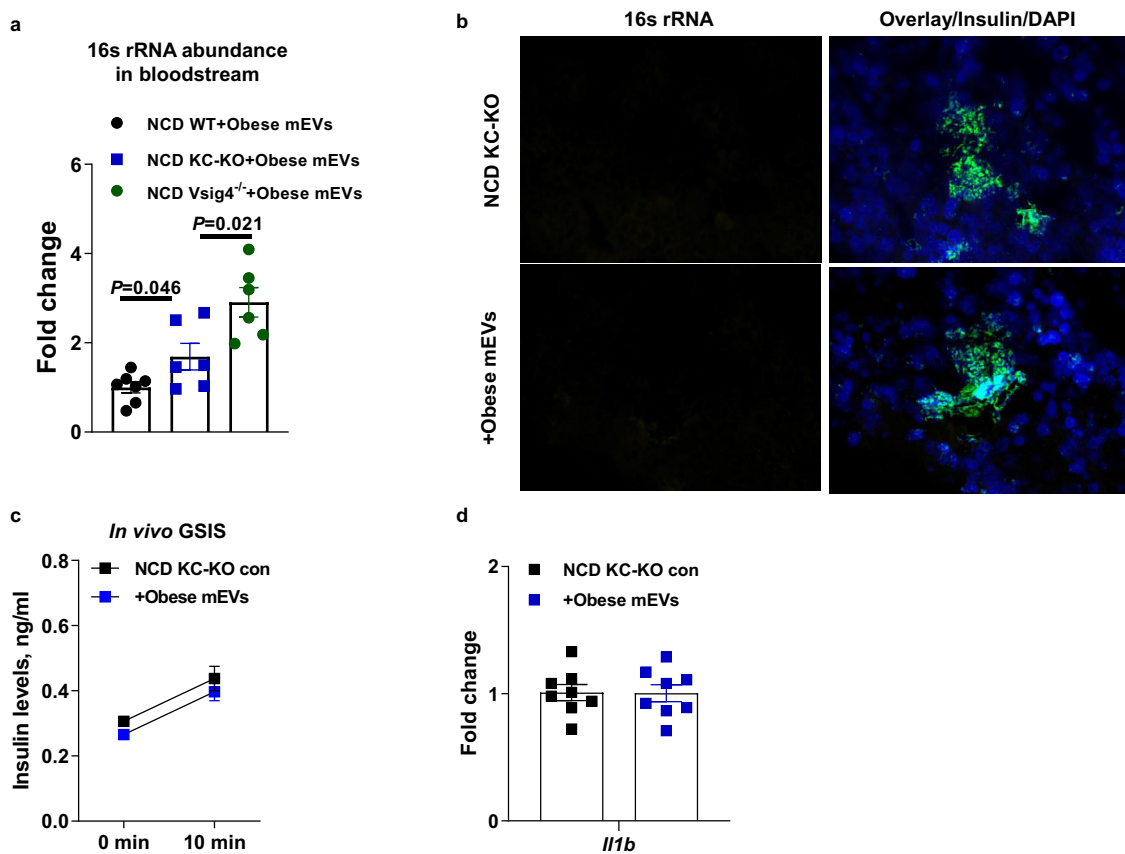 a
16s rRNA abundance
in bloodstream
NCD WT+Obese mEVs
NCD KC-KO+Obese mEVs
NCD Vsig4-/-+Obese mEVs
P=0.021
P=0.046
Fold change
6
4
2
0
b
16s rRNA
Overlay/Insulin/DAPI
NCD KC-KO
+Obese mEVs
c
In vivo GSIS
NCD KC-KO con
+Obese mEVs
Insulin levels, ng/ml
0.8
0.6
0.4
0.2
0.0
0 min
10 min
d
NCD KC-KO con
+Obese mEVs
Fold change
2
1
0
Il1b